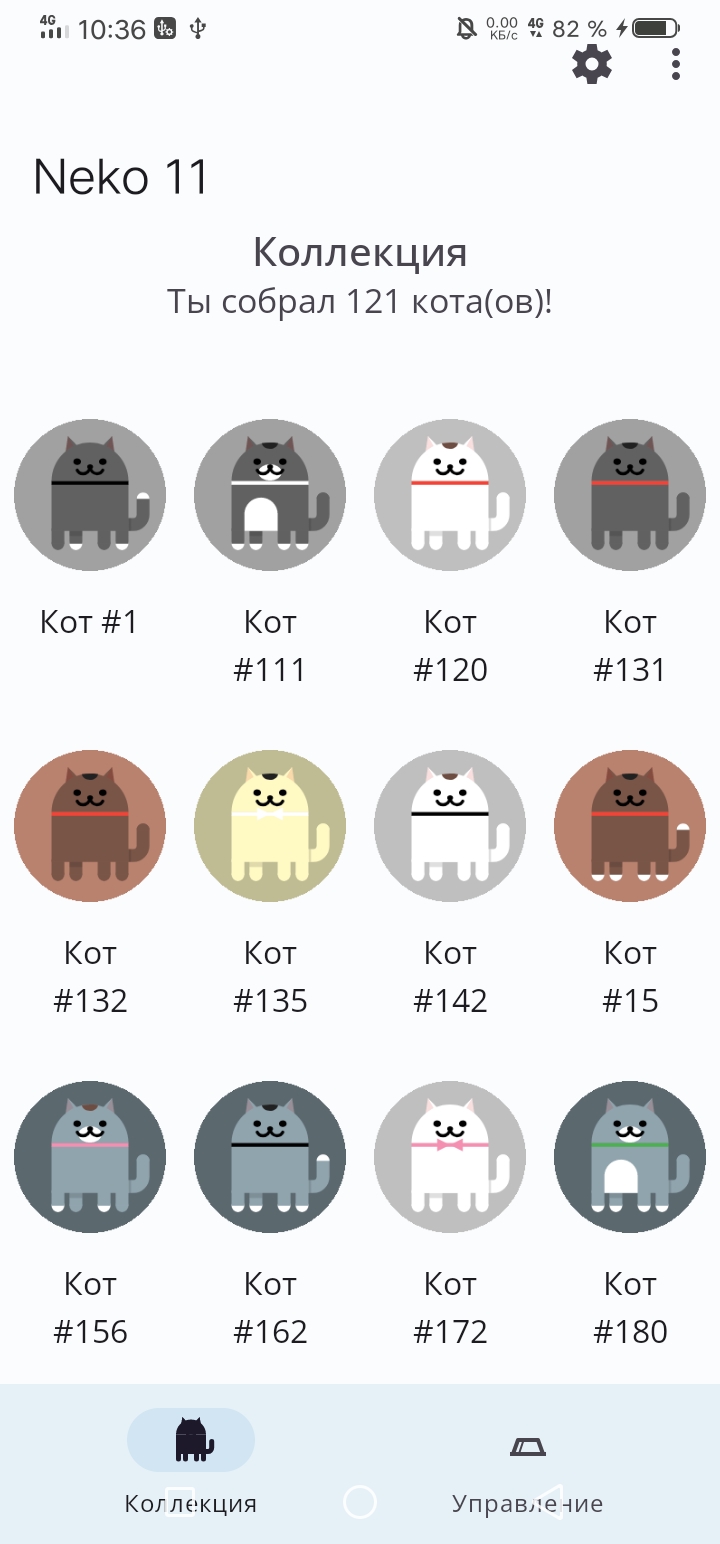 4G 10:36 0.00 КБ/с 4G 82 %
Neko 11
Коллекция
Ты собрал 121 кота(ов)!
Кот #1
Кот
#111
Кот
#120
Кот
#131
Кот
#132
Кот
#135
Кот
#142
Кот
#15
Кот
#156
Кот
#162
Кот
#172
Кот
#180
Коллекция
Управление